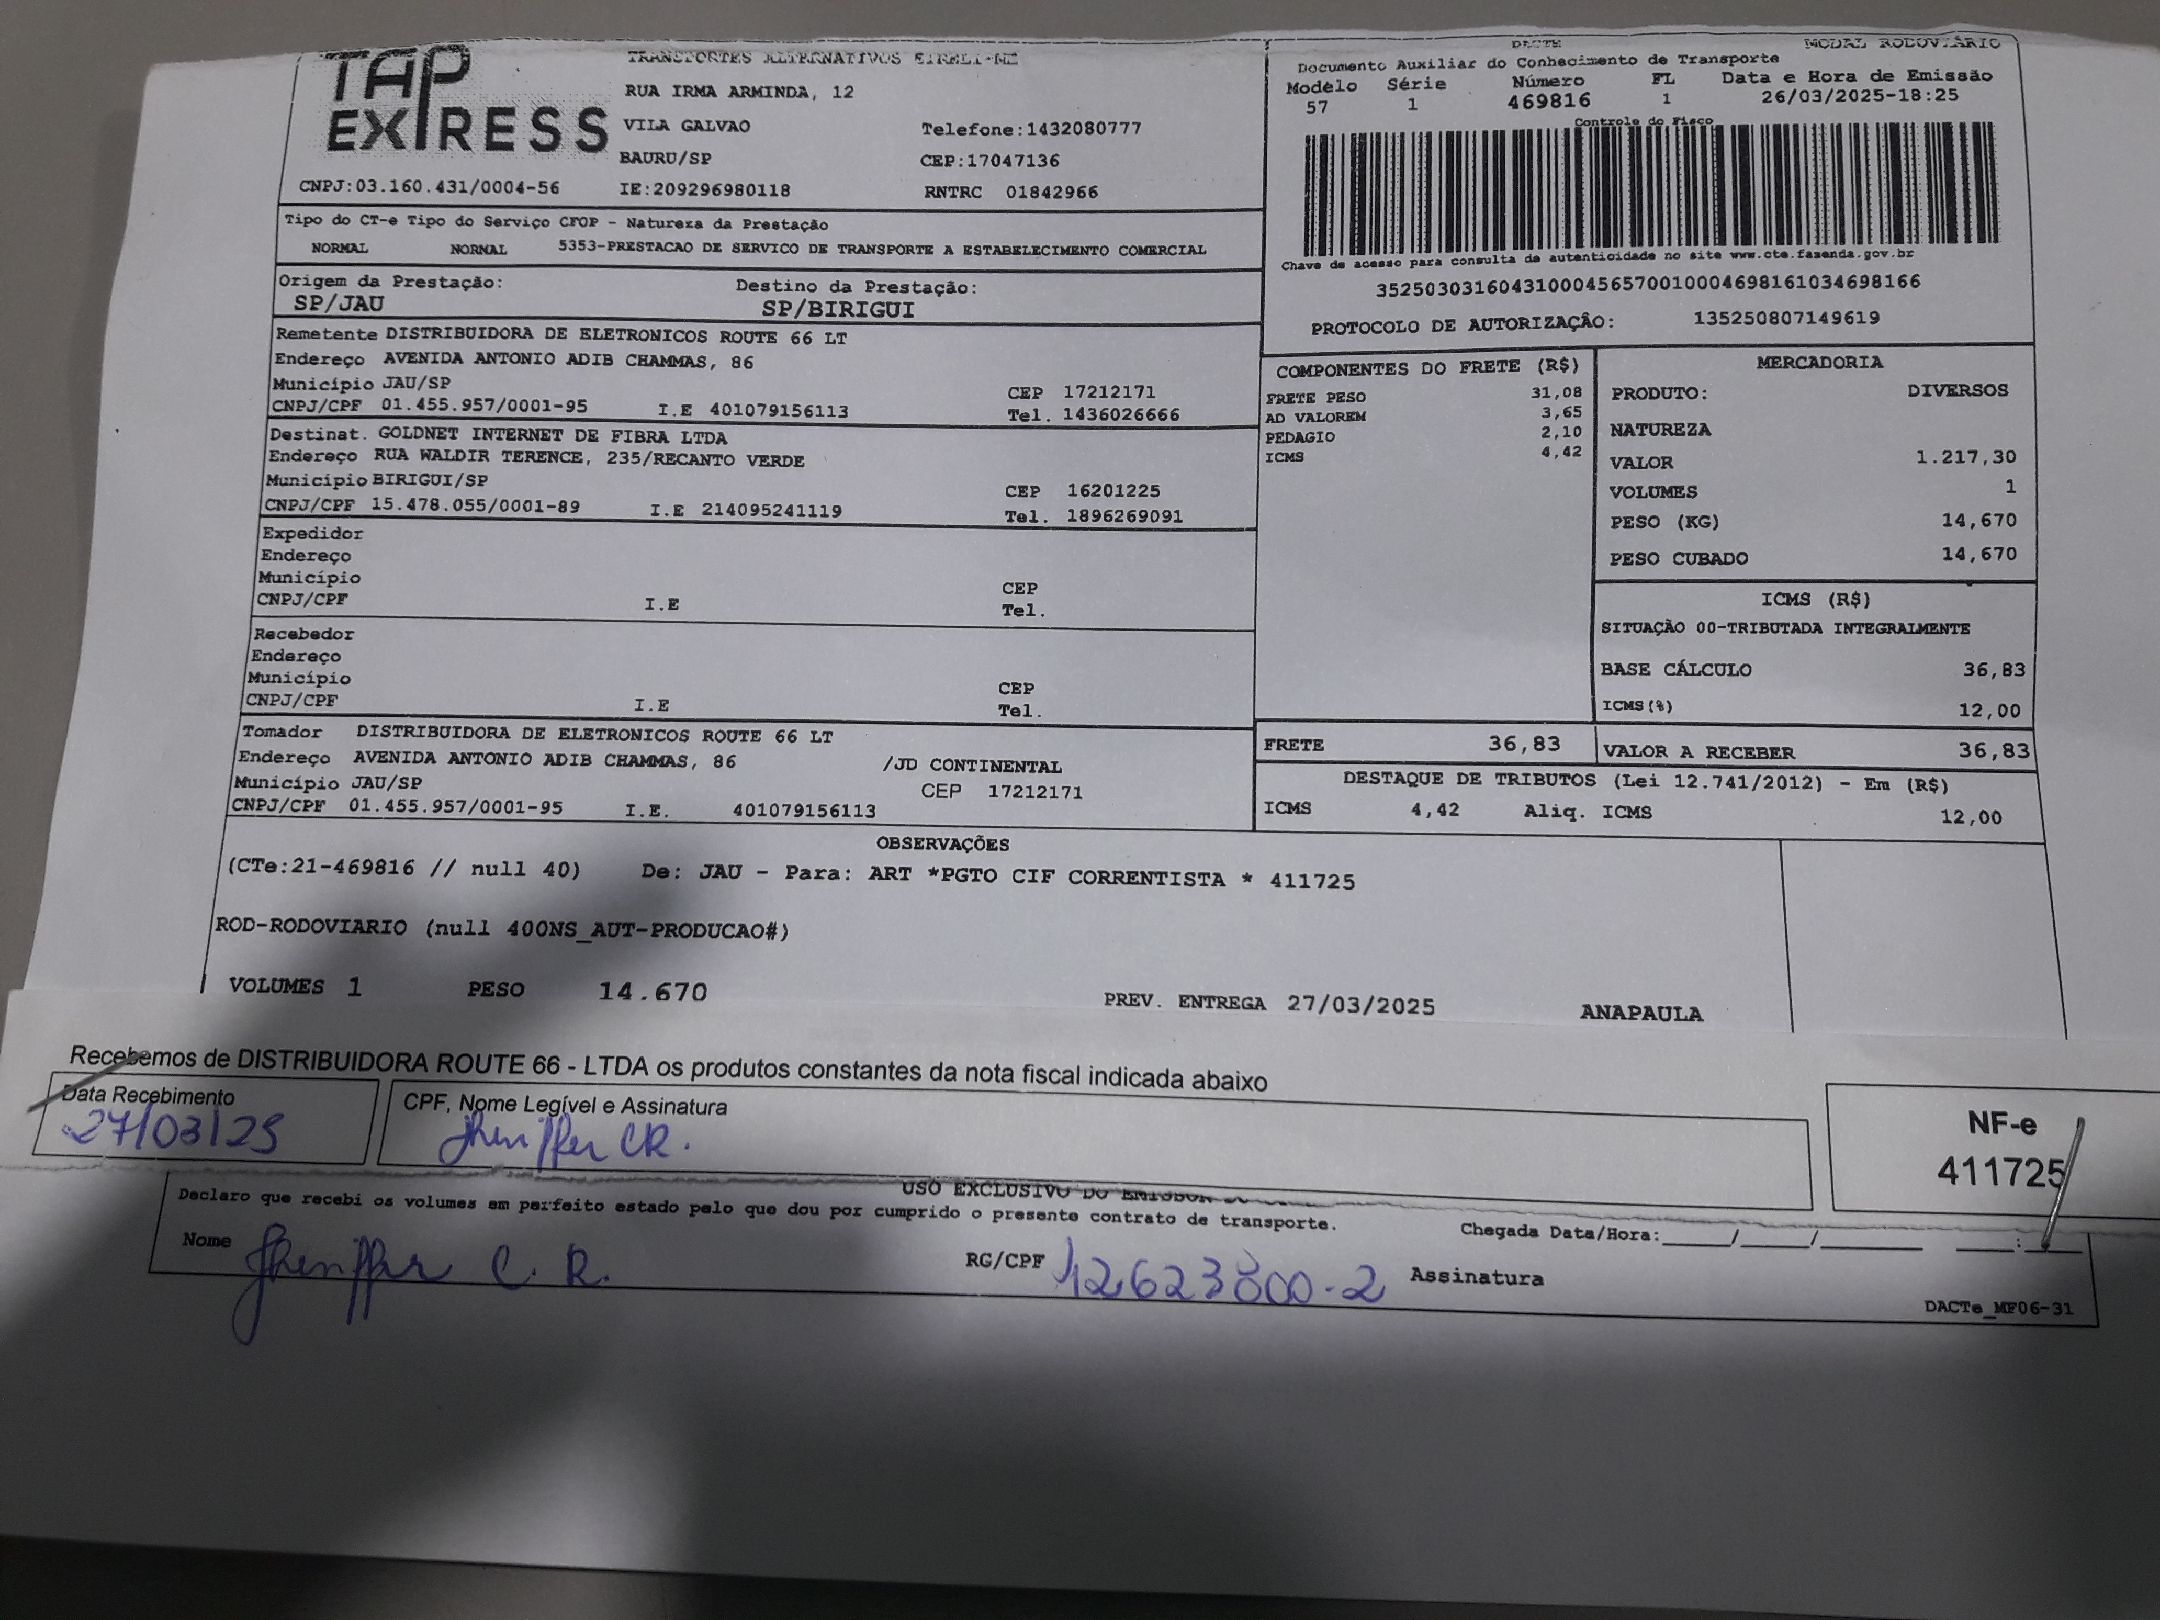 TAP EXPRESS
TRANSPORTES ALTERNATIVOS EIRELI-ME
RUA IRMA ARMINDA, 12
VILA GALVAO Telefone:1432080777
BAURU/SP CEP:17047136
CNPJ:03.160.431/0004-56 IE:209296980118 RNTRC 01842966
DACTE MODAL RODOVIÁRIO
Documento Auxiliar do Conhecimento de Transporte
Modelo Série Número FL Data e Hora de Emissão
57 1 469816 1 26/03/2025-18:25
Controle do Fisco
Chave de acesso para consulta de autenticidade no site www.cte.fazenda.gov.br
35250303160431000456570010004698161034698166
PROTOCOLO DE AUTORIZAÇÃO: 135250807149619
Tipo do CT-e Tipo do Serviço CFOP - Natureza da Prestação
NORMAL NORMAL 5353-PRESTACAO DE SERVICO DE TRANSPORTE A ESTABELECIMENTO COMERCIAL
Origem da Prestação: Destino da Prestação:
SP/JAU SP/BIRIGUI
Remetente DISTRIBUIDORA DE ELETRONICOS ROUTE 66 LT
Endereço AVENIDA ANTONIO ADIB CHAMMAS, 86
Município JAU/SP CEP 17212171
CNPJ/CPF 01.455.957/0001-95 I.E 401079156113 Tel. 1436026666
Destinat. GOLDNET INTERNET DE FIBRA LTDA
Endereço RUA WALDIR TERENCE, 235/RECANTO VERDE
Município BIRIGUI/SP CEP 16201225
CNPJ/CPF 15.478.055/0001-89 I.E 214095241119 Tel. 1896269091
Expedidor
Endereço
Município CEP
CNPJ/CPF I.E Tel.
Recebedor
Endereço
Município CEP
CNPJ/CPF I.E Tel.
Tomador DISTRIBUIDORA DE ELETRONICOS ROUTE 66 LT
Endereço AVENIDA ANTONIO ADIB CHAMMAS, 86 /JD CONTINENTAL
Município JAU/SP CEP 17212171
CNPJ/CPF 01.455.957/0001-95 I.E. 401079156113
COMPONENTES DO FRETE (R$)
FRETE PESO 31,08
AD VALOREM 3,65
PEDAGIO 2,10
ICMS 4,42
MERCADORIA
PRODUTO: DIVERSOS
NATUREZA
VALOR 1.217,30
VOLUMES 1
PESO (KG) 14,670
PESO CUBADO 14,670
ICMS (R$)
SITUAÇÃO 00-TRIBUTADA INTEGRALMENTE
BASE CÁLCULO 36,83
ICMS(%) 12,00
FRETE 36,83 VALOR A RECEBER 36,83
DESTAQUE DE TRIBUTOS (Lei 12.741/2012) - Em (R$)
ICMS 4,42 Aliq. ICMS 12,00
OBSERVAÇÕES
(CTe:21-469816 // null 40) De: JAU - Para: ART *PGTO CIF CORRENTISTA * 411725
ROD-RODOVIARIO (null 400NS_AUT-PRODUCAO#)
VOLUMES 1 PESO 14.670 PREV. ENTREGA 27/03/2025 ANAPAULA
Recebemos de DISTRIBUIDORA ROUTE 66 - LTDA os produtos constantes da nota fiscal indicada abaixo
Data Recebimento CPF, Nome Legível e Assinatura NF-e
27/03/25 Jheniffer CR. 411725
USO EXCLUSIVO DO EMISSOR
Declaro que recebi os volumes em perfeito estado pelo que dou por cumprido o presente contrato de transporte. Chegada Data/Hora:_____/_____/________ ____:____
Nome Jheniffer C. R. RG/CPF 12623800-2 Assinatura
DACTe_MF06-31